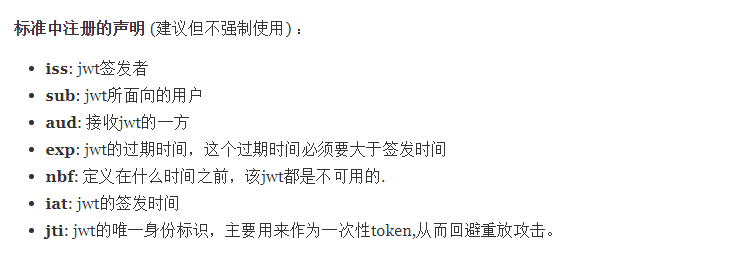 标准中注册的声明 (建议但不强制使用) ：
• iss: jwt签发者
• sub: jwt所面向的用户
• aud: 接收jwt的一方
• exp: jwt的过期时间，这个过期时间必须要大于签发时间
• nbf: 定义在什么时间之前，该jwt都是不可用的.
• iat: jwt的签发时间
• jti: jwt的唯一身份标识，主要用来作为一次性token,从而回避重放攻击。